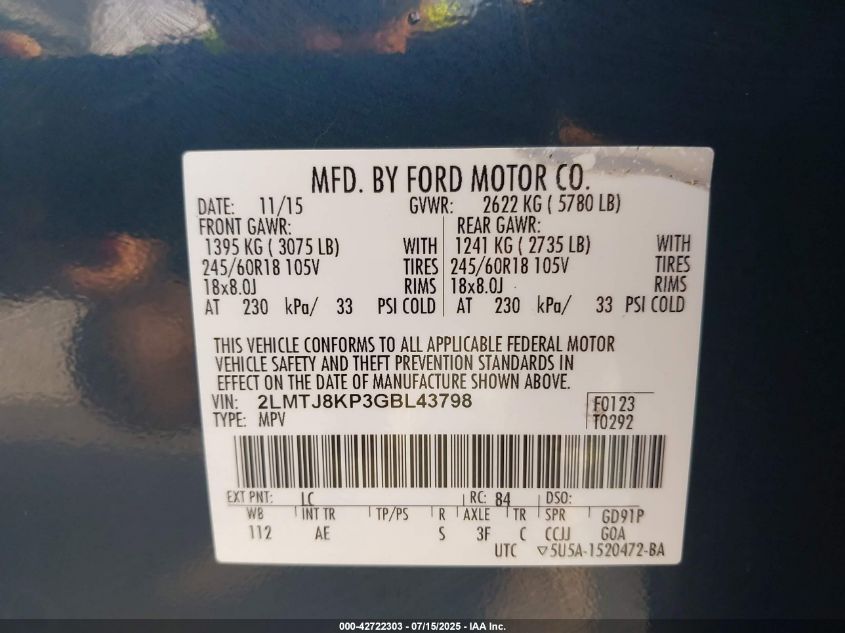 MFD. BY FORD MOTOR CO.
DATE: 11/15 GVWR: 2622 KG ( 5780 LB)
FRONT GAWR: REAR GAWR:
1395 KG ( 3075 LB) WITH 1241 KG ( 2735 LB) WITH
245/60R18 105V TIRES 245/60R18 105V TIRES
18x8.0J RIMS 18x8.0J RIMS
AT 230 kPa/ 33 PSI COLD AT 230 kPa/ 33 PSI COLD
THIS VEHICLE CONFORMS TO ALL APPLICABLE FEDERAL MOTOR
VEHICLE SAFETY AND THEFT PREVENTION STANDARDS IN
EFFECT ON THE DATE OF MANUFACTURE SHOWN ABOVE.
VIN: 2LMTJ8KP3GBL43798 F0123
TYPE: MPV T0292
EXT PNT: LC RC: 84 DSO:
WB INT TR TP/PS R AXLE TR SPR GD91P
112 AE S 3F C CCJJ GOA
UTC ▽5U5A-1520472-BA
000-42722303 - 07/15/2025 - IAA Inc.